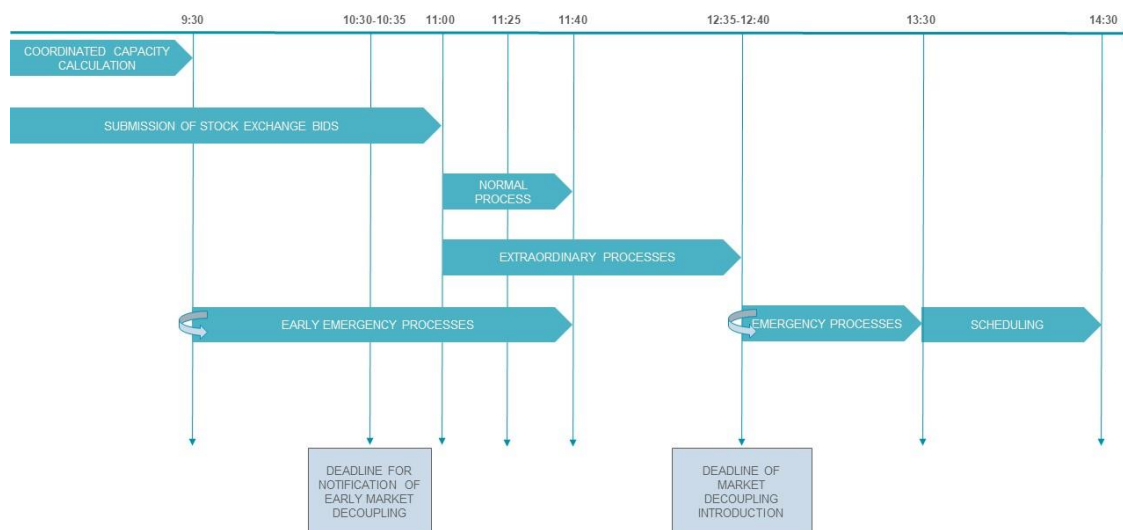 9:30
10:30-10:35
11:00
11:25
11:40
12:35-12:40
13:30
14:30
COORDINATED CAPACITY
CALCULATION
SUBMISSION OF STOCK EXCHANGE BIDS
NORMAL
PROCESS
EXTRAORDINARY PROCESSES
EARLY EMERGENCY PROCESSES
EMERGENCY PROCESSES
SCHEDULING
DEADLINE FOR
NOTIFICATION OF
EARLY MARKET
DECOUPLING
DEADLINE OF
MARKET
DECOUPLING
INTRODUCTION